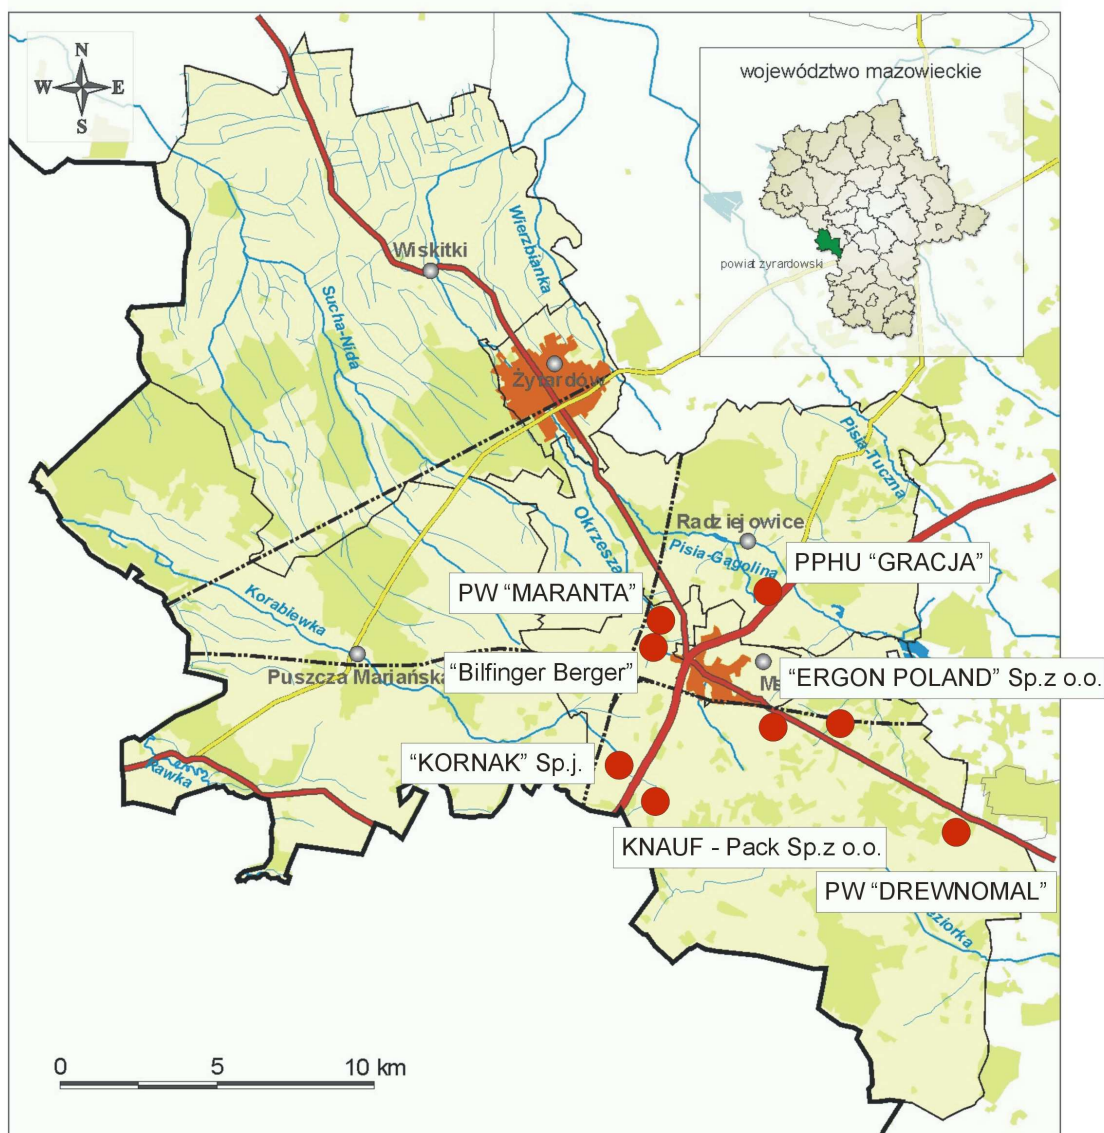 N
W E
S
województwo mazowieckie
powiat zyrardowski
Wiskitki
Wierzbianka
Sucha-Nida
Żyrardów
Pisia-Tuczna
Okrzesza
Radziejowice
Pisia-Gągolina
PPHU “GRACJA”
PW “MARANTA”
Korabiewka
Puszcza Mariańska
“Bilfinger Berger”
“ERGON POLAND” Sp.z o.o.
“KORNAK” Sp.j.
Rawka
KNAUF - Pack Sp.z o.o.
PW “DREWNOMAL”
eziorka
0 5 10 km